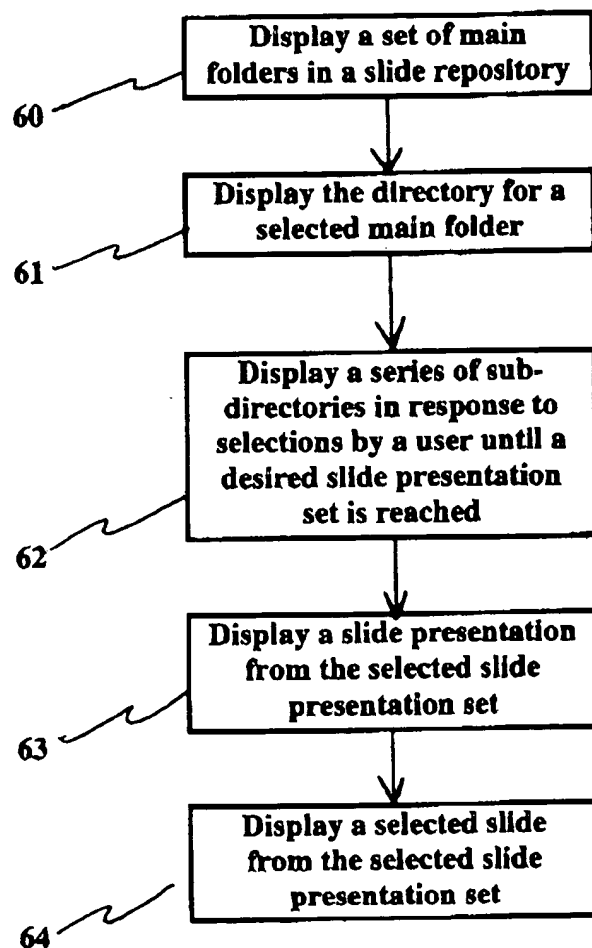 Display a set of main
folders in a slide repository
60
Display the directory for a
selected main folder
61
Display a series of sub-
directories in response to
selections by a user until a
desired slide presentation
set is reached
62
Display a slide presentation
from the selected slide
presentation set
63
Display a selected slide
from the selected slide
presentation set
64